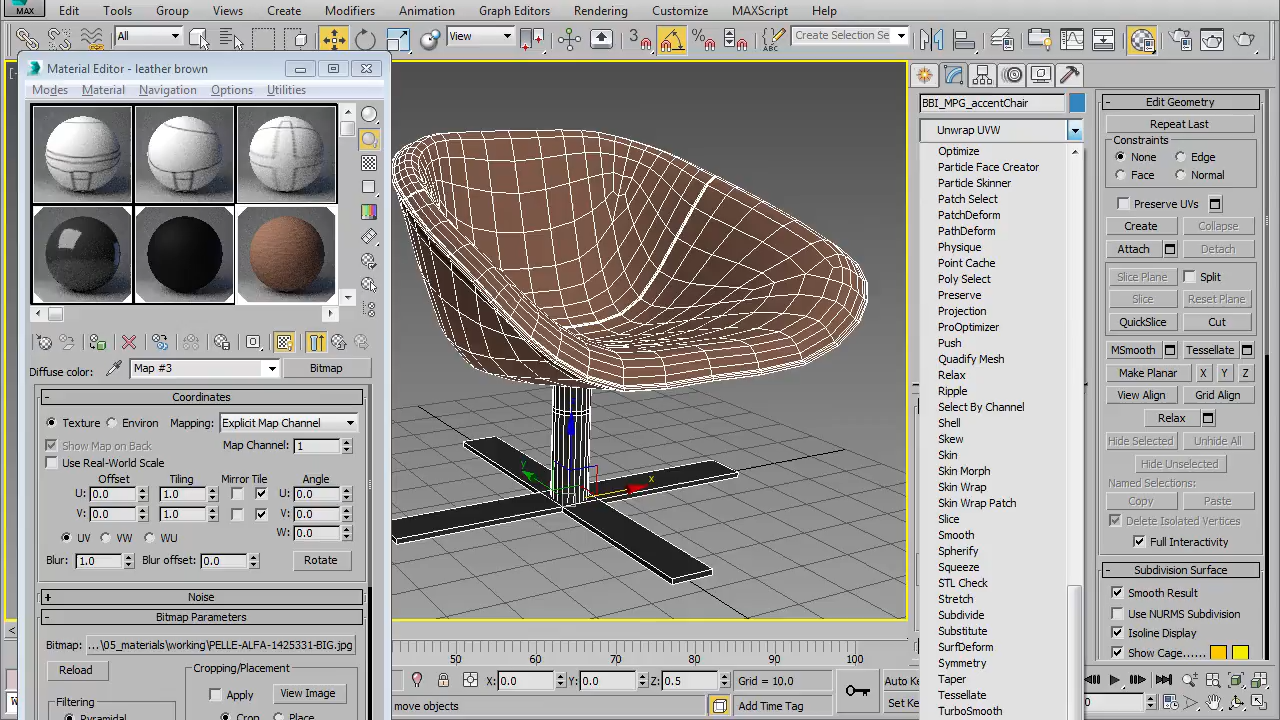 MAX
Edit
Tools
Group
Views
Create
Modifiers
Animation
Graph Editors
Rendering
Customize
MAXScript
Help
All
View
3
Create Selection Se
Material Editor - leather brown
Modes
Material
Navigation
Options
Utilities
Diffuse color:
Map #3
Bitmap
Coordinates
Texture
Environ
Mapping:
Explicit Map Channel
Show Map on Back
Map Channel:
1
Use Real-World Scale
Offset
Tiling
Mirror Tile
Angle
U:
0.0
1.0
U:
0.0
V:
0.0
1.0
V:
0.0
UV
VW
WU
W:
0.0
Blur:
1.0
Blur offset:
0.0
Rotate
Noise
Bitmap Parameters
Bitmap:
...\05_materials\working\PELLE-ALFA-1425331-BIG.jpg
Reload
Cropping/Placement
Apply
View Image
Filtering
Pyramidal
Crop
Place
y
x
50
60
70
80
90
100
X:
0.0
Y:
0.0
Z:
0.5
Grid = 10.0
Auto Ke
move objects
Add Time Tag
Set Ke
BBI_MPG_accentChair
Unwrap UVW
Optimize
Particle Face Creator
Particle Skinner
Patch Select
PatchDeform
PathDeform
Physique
Point Cache
Poly Select
Preserve
Projection
ProOptimizer
Push
Quadify Mesh
Relax
Ripple
Select By Channel
Shell
Skew
Skin
Skin Morph
Skin Wrap
Skin Wrap Patch
Slice
Smooth
Spherify
Squeeze
STL Check
Stretch
Subdivide
Substitute
SurfDeform
Symmetry
Taper
Tessellate
TurboSmooth
Edit Geometry
Repeat Last
Constraints
None
Edge
Face
Normal
Preserve UVs
Create
Collapse
Attach
Detach
Slice Plane
Split
Slice
Reset Plane
QuickSlice
Cut
MSmooth
Tessellate
Make Planar
X
Y
Z
View Align
Grid Align
Relax
Hide Selected
Unhide All
Hide Unselected
Named Selections:
Copy
Paste
Delete Isolated Vertices
Full Interactivity
Subdivision Surface
Smooth Result
Use NURMS Subdivision
Isoline Display
Show Cage......
0